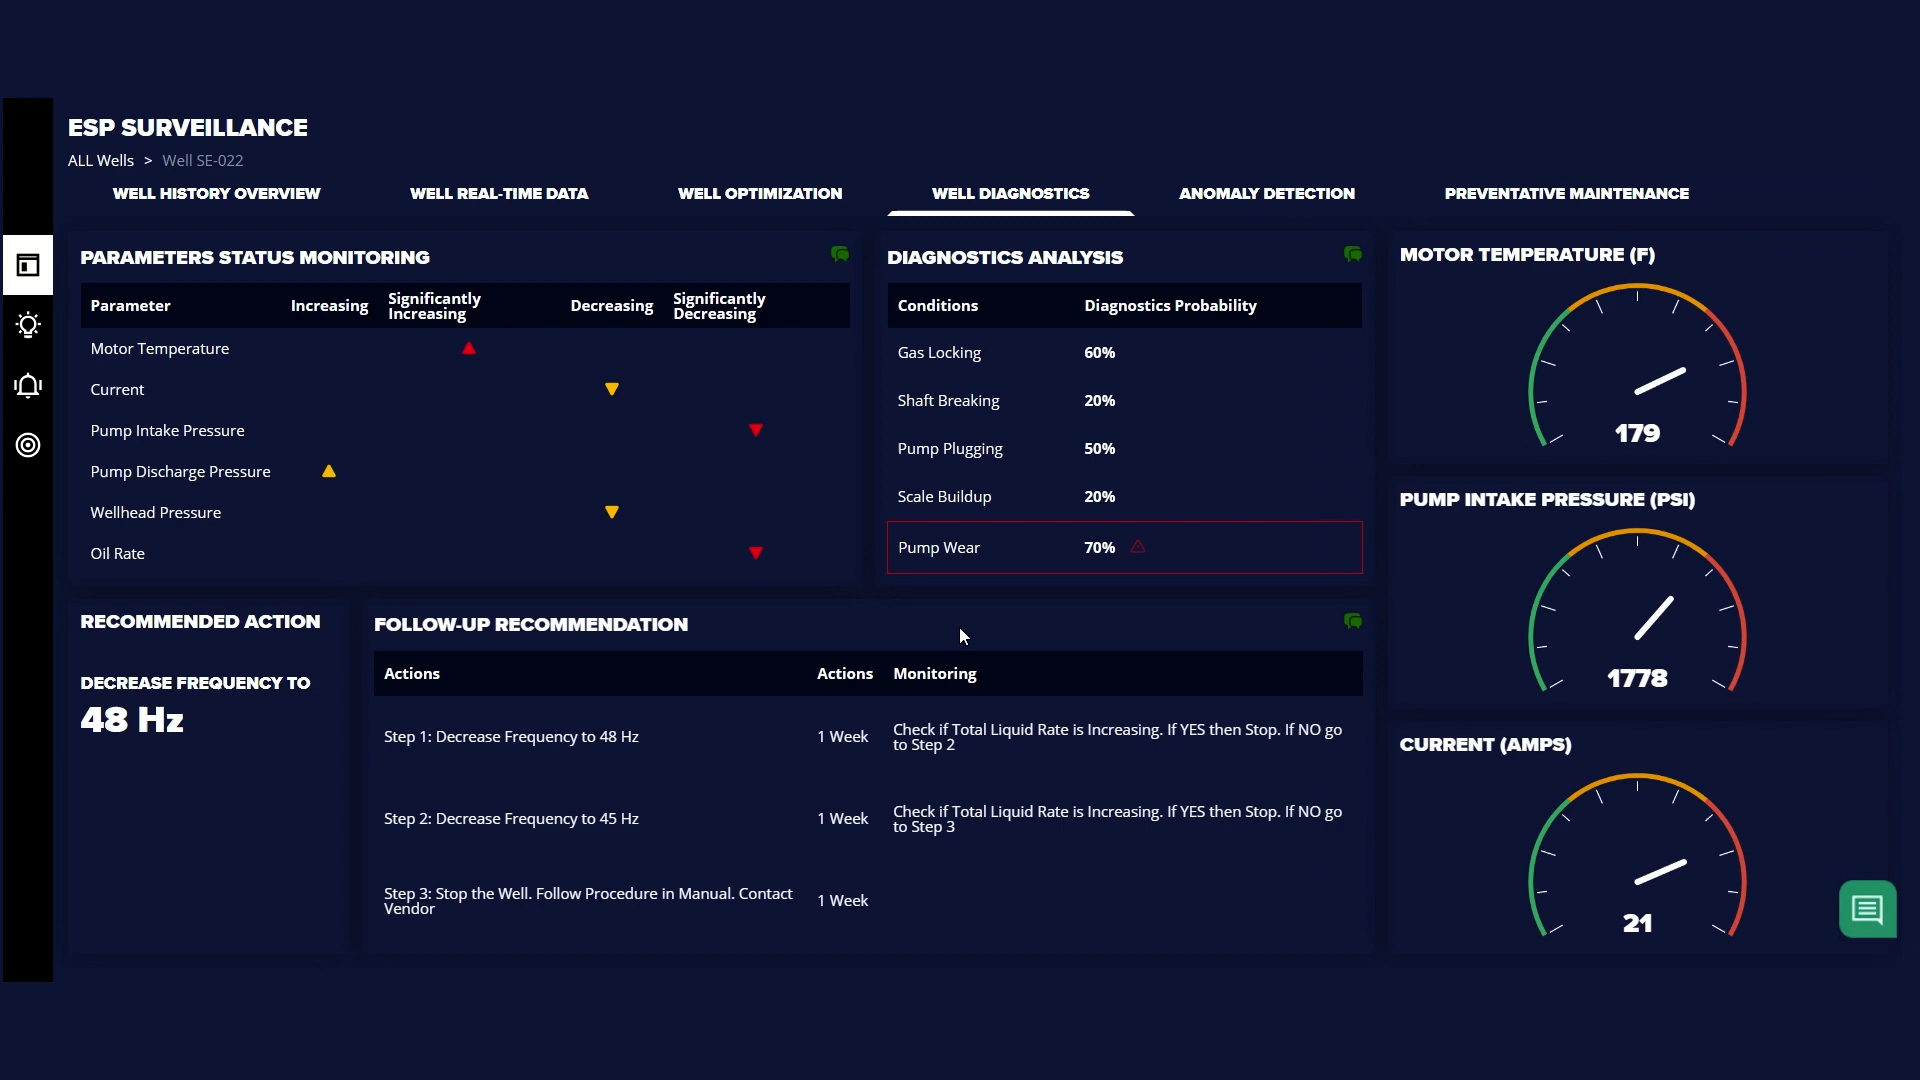 ESP SURVEILLANCE
ALL Wells > Well SE-022
WELL HISTORY OVERVIEW WELL REAL-TIME DATA WELL OPTIMIZATION WELL DIAGNOSTICS ANOMALY DETECTION PREVENTATIVE MAINTENANCE
PARAMETERS STATUS MONITORING
Parameter Increasing Significantly Increasing Decreasing Significantly Decreasing
Motor Temperature
Current
Pump Intake Pressure
Pump Discharge Pressure
Wellhead Pressure
Oil Rate
DIAGNOSTICS ANALYSIS
Conditions Diagnostics Probability
Gas Locking 60%
Shaft Breaking 20%
Pump Plugging 50%
Scale Buildup 20%
Pump Wear 70%
MOTOR TEMPERATURE (F)
179
PUMP INTAKE PRESSURE (PSI)
1778
CURRENT (AMPS)
21
RECOMMENDED ACTION
DECREASE FREQUENCY TO
48 Hz
FOLLOW-UP RECOMMENDATION
Actions Actions Monitoring
Step 1: Decrease Frequency to 48 Hz 1 Week Check if Total Liquid Rate is Increasing. If YES then Stop. If NO go
to Step 2
Step 2: Decrease Frequency to 45 Hz 1 Week Check if Total Liquid Rate is Increasing. If YES then Stop. If NO go
to Step 3
Step 3: Stop the Well. Follow Procedure in Manual. Contact
Vendor 1 Week